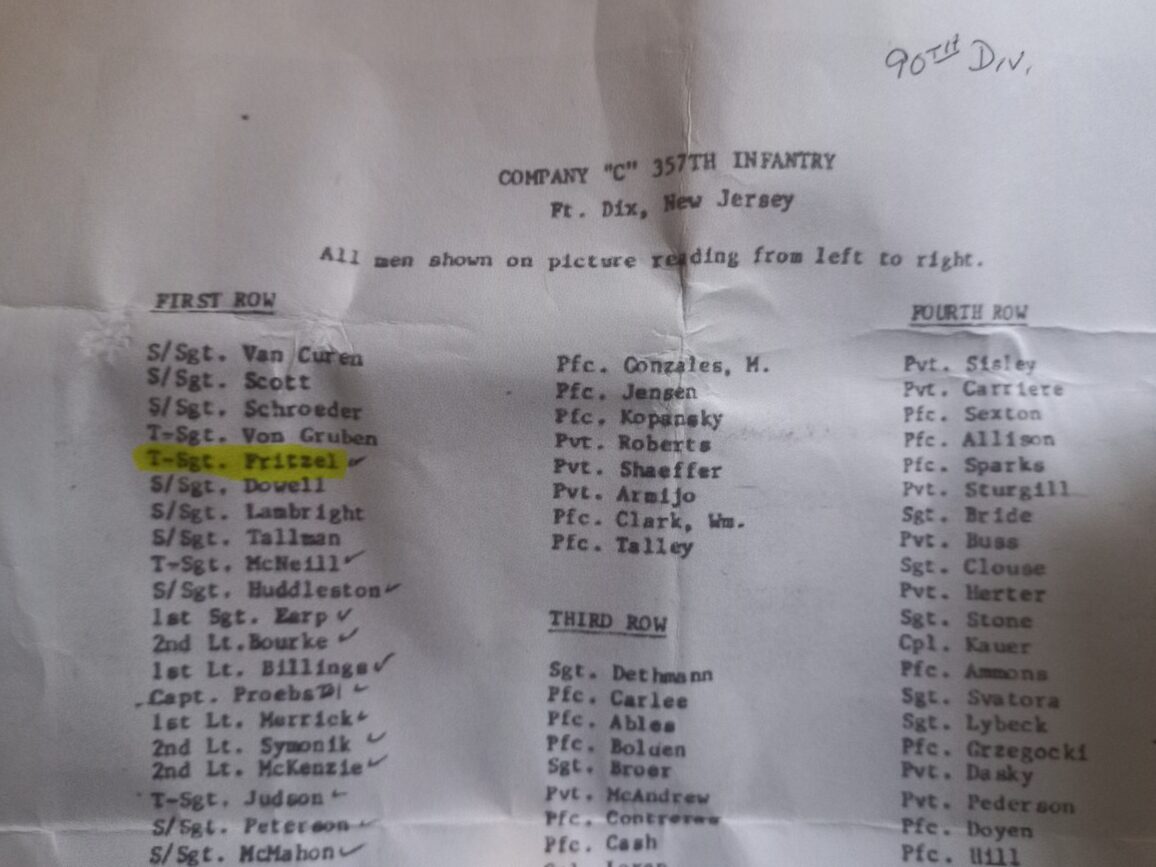 90TH DIV.
COMPANY "C" 357TH INFANTRY
Ft. Dix, New Jersey
All men shown on picture reading from left to right.
FIRST ROW
S/Sgt. Van Curen
S/Sgt. Scott
S/Sgt. Schroeder
T-Sgt. Von Gruben
T-Sgt. Fritzel
S/Sgt. Dowell
S/Sgt. Lambright
S/Sgt. Tallman
T-Sgt. McNeill
S/Sgt. Huddleston
1st Sgt. Earp
2nd Lt. Bourke
1st Lt. Billings
Capt.
1st Lt. Merrick
2nd Lt. Symonik
2nd Lt. McKenzie
T-Sgt. Judson
S/Sgt. Peterson
S/Sgt. McMahon
Pfc. Gonzales, M.
Pfc. Jensen
Pfc. Kopansky
Pvt. Roberts
Pvt. Shaeffer
Pvt. Armijo
Pfc. Clark, Wm.
Pfc. Talley
THIRD ROW
Sgt. Dethmann
Pfc. Carlee
Pfc. Ables
Pfc.
Sgt. Broer
Pvt. McAndrew
Pfc. Contreras
Pfc. Cash
FOURTH ROW
Pvt. Sisley
Pvt. Carriere
Pfc. Sexton
Pfc. Allison
Pfc. Sparks
Pvt. Sturgill
Sgt. Bride
Pvt. Buss
Sgt. Clouse
Pvt. Herter
Sgt. Stone
Cpl. Kauer
Pfc. Ammons
Sgt. Svatora
Sgt. Lybeck
Pfc. Grzegocki
Pvt. Dasky
Pvt. Pederson
Pfc. Doyen
Pfc. Hill